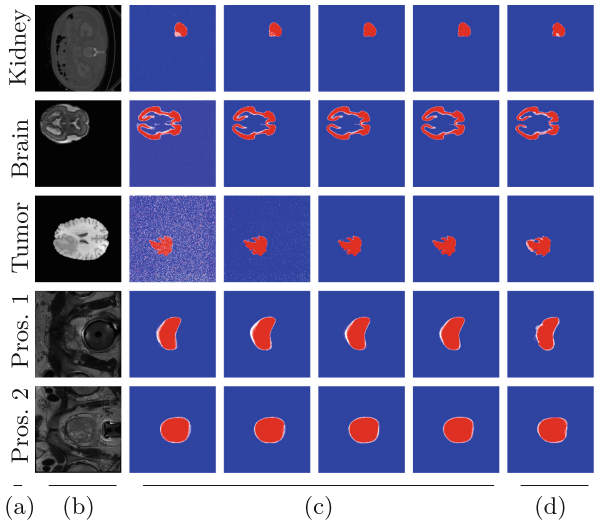 Kidney
Brain
Tumor
Pros. 1
Pros. 2
(a) (b) (c) (d)